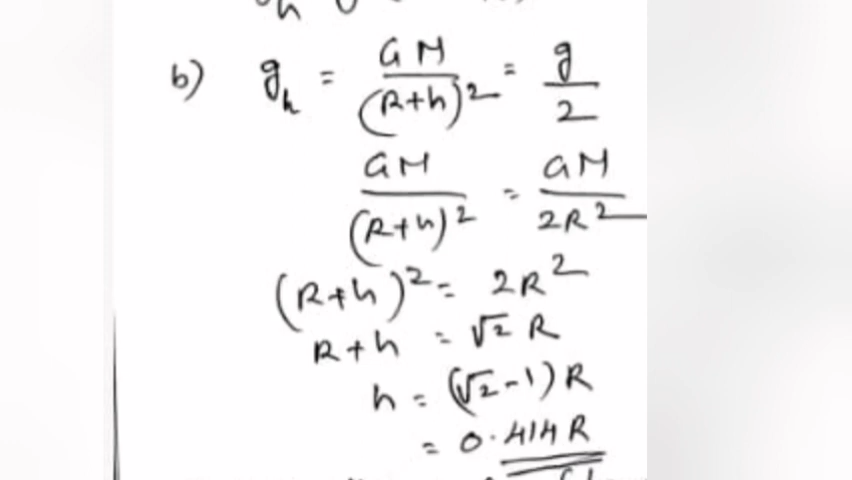 b) g_h = GM/(R+h)² = g/2
GM/(R+h)² = GM/2R²
(R+h)² = 2R²
R+h = √2 R
h = (√2-1)R
= 0.414R